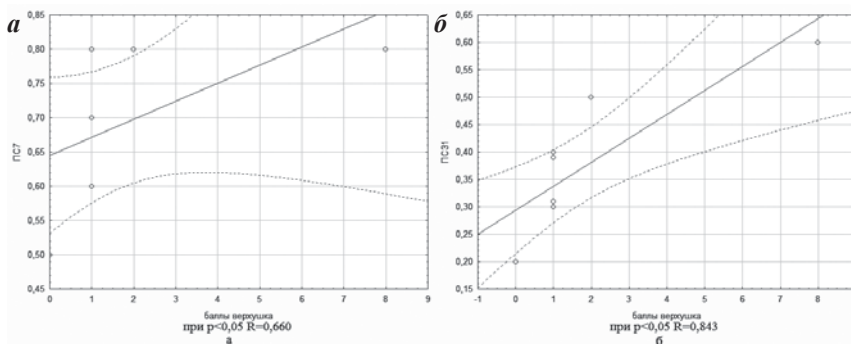 а
0,85
0,80
0,75
0,70
0,65
0,60
0,55
0,50
0,45
ПС7
0 1 2 3 4 5 6 7 8 9
баллы верхушка
при p<0,05 R=0,660
а
б
0,65
0,60
0,55
0,50
0,45
0,40
0,35
0,30
0,25
0,20
0,15
ПС31
-1 0 1 2 3 4 5 6 7 8
баллы верхушка
при p<0,05 R=0,843
б